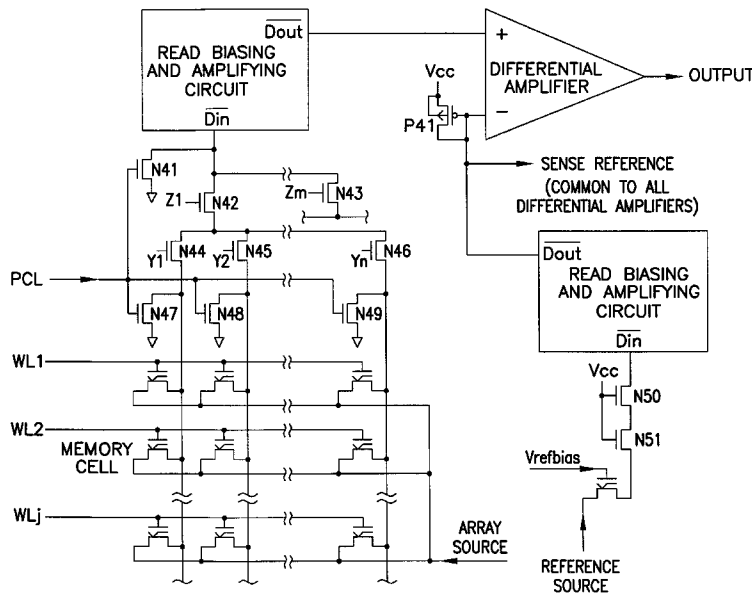 Dout
READ BIASING
AND AMPLIFYING
CIRCUIT
Din
+
DIFFERENTIAL
AMPLIFIER
−
OUTPUT
Vcc
P41
SENSE REFERENCE
(COMMON TO ALL
DIFFERENTIAL AMPLIFIERS)
N41
Z1
N42
Zm
N43
Y1
N44
Y2
N45
Yn
N46
PCL
N47
N48
N49
Dout
READ BIASING
AND AMPLIFYING
CIRCUIT
Din
Vcc
N50
N51
Vrefbias
REFERENCE
SOURCE
WL1
WL2
MEMORY
CELL
WLj
ARRAY
SOURCE